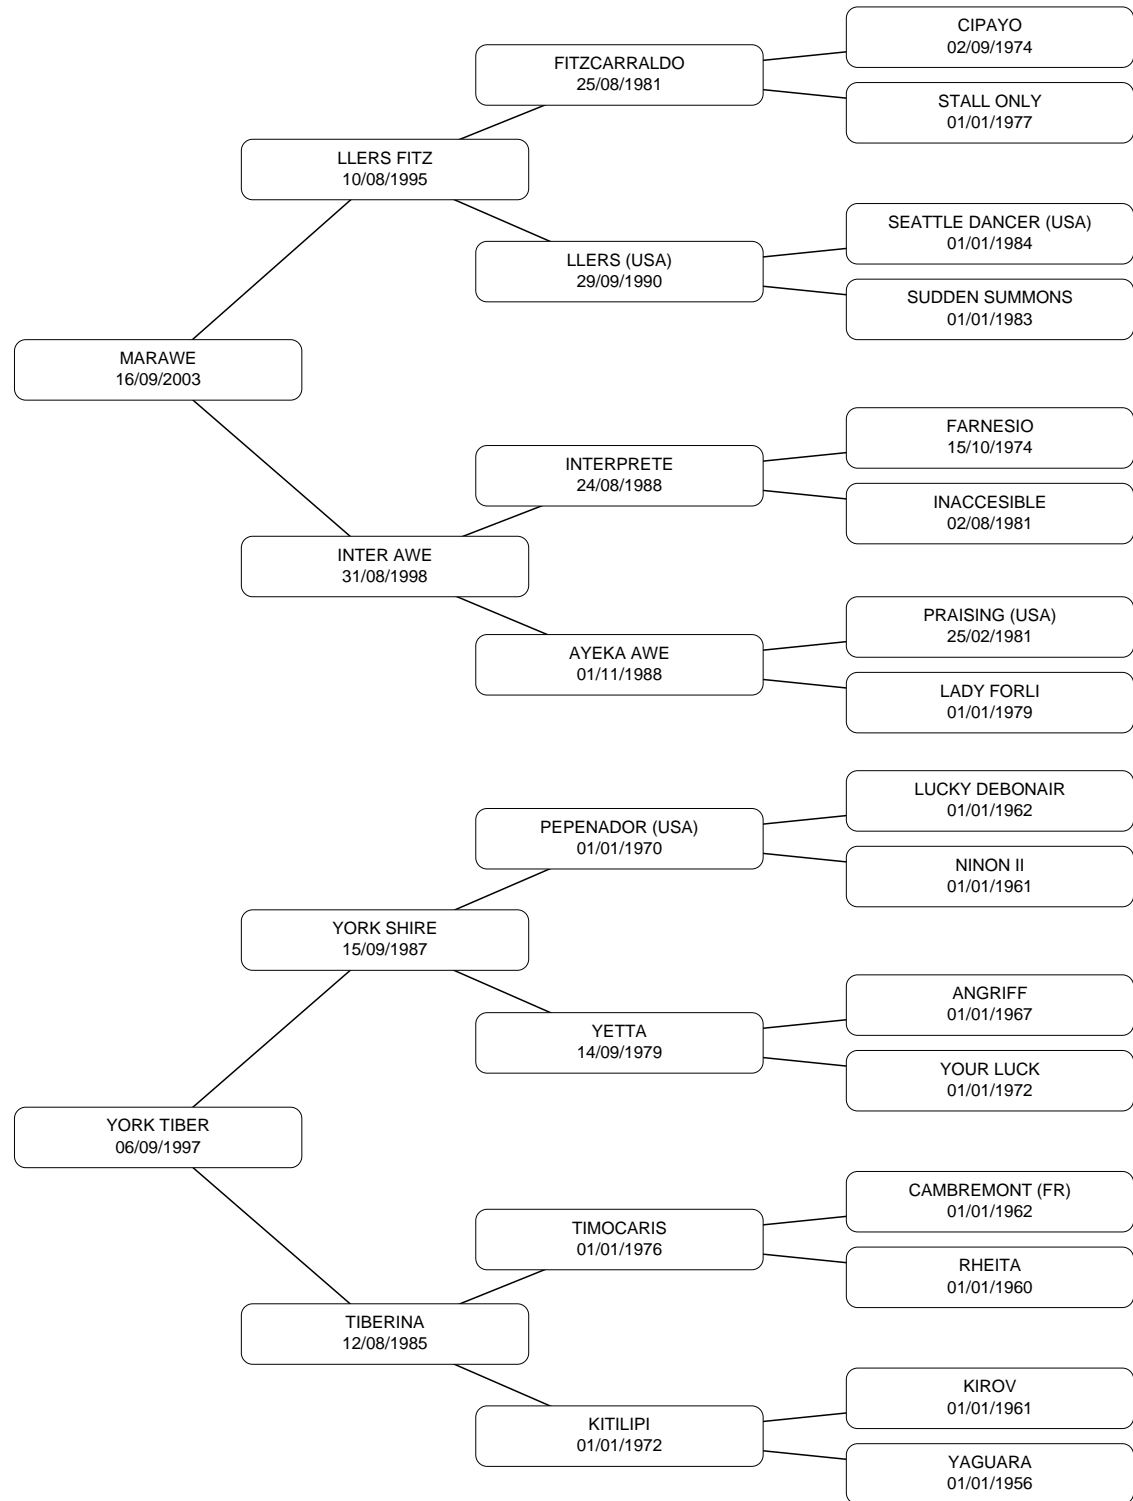 CIPAYO
02/09/1974
FITZCARRALDO
25/08/1981
STALL ONLY
01/01/1977
LLERS FITZ
10/08/1995
SEATTLE DANCER (USA)
01/01/1984
LLERS (USA)
29/09/1990
SUDDEN SUMMONS
01/01/1983
MARAWE
16/09/2003
FARNESIO
15/10/1974
INTERPRETE
24/08/1988
INACCESIBLE
02/08/1981
INTER AWE
31/08/1998
PRAISING (USA)
25/02/1981
AYEKA AWE
01/11/1988
LADY FORLI
01/01/1979
LUCKY DEBONAIR
01/01/1962
PEPENADOR (USA)
01/01/1970
NINON II
01/01/1961
YORK SHIRE
15/09/1987
ANGRIFF
01/01/1967
YETTA
14/09/1979
YOUR LUCK
01/01/1972
YORK TIBER
06/09/1997
CAMBREMONT (FR)
01/01/1962
TIMOCARIS
01/01/1976
RHEITA
01/01/1960
TIBERINA
12/08/1985
KIROV
01/01/1961
KITILIPI
01/01/1972
YAGUARA
01/01/1956